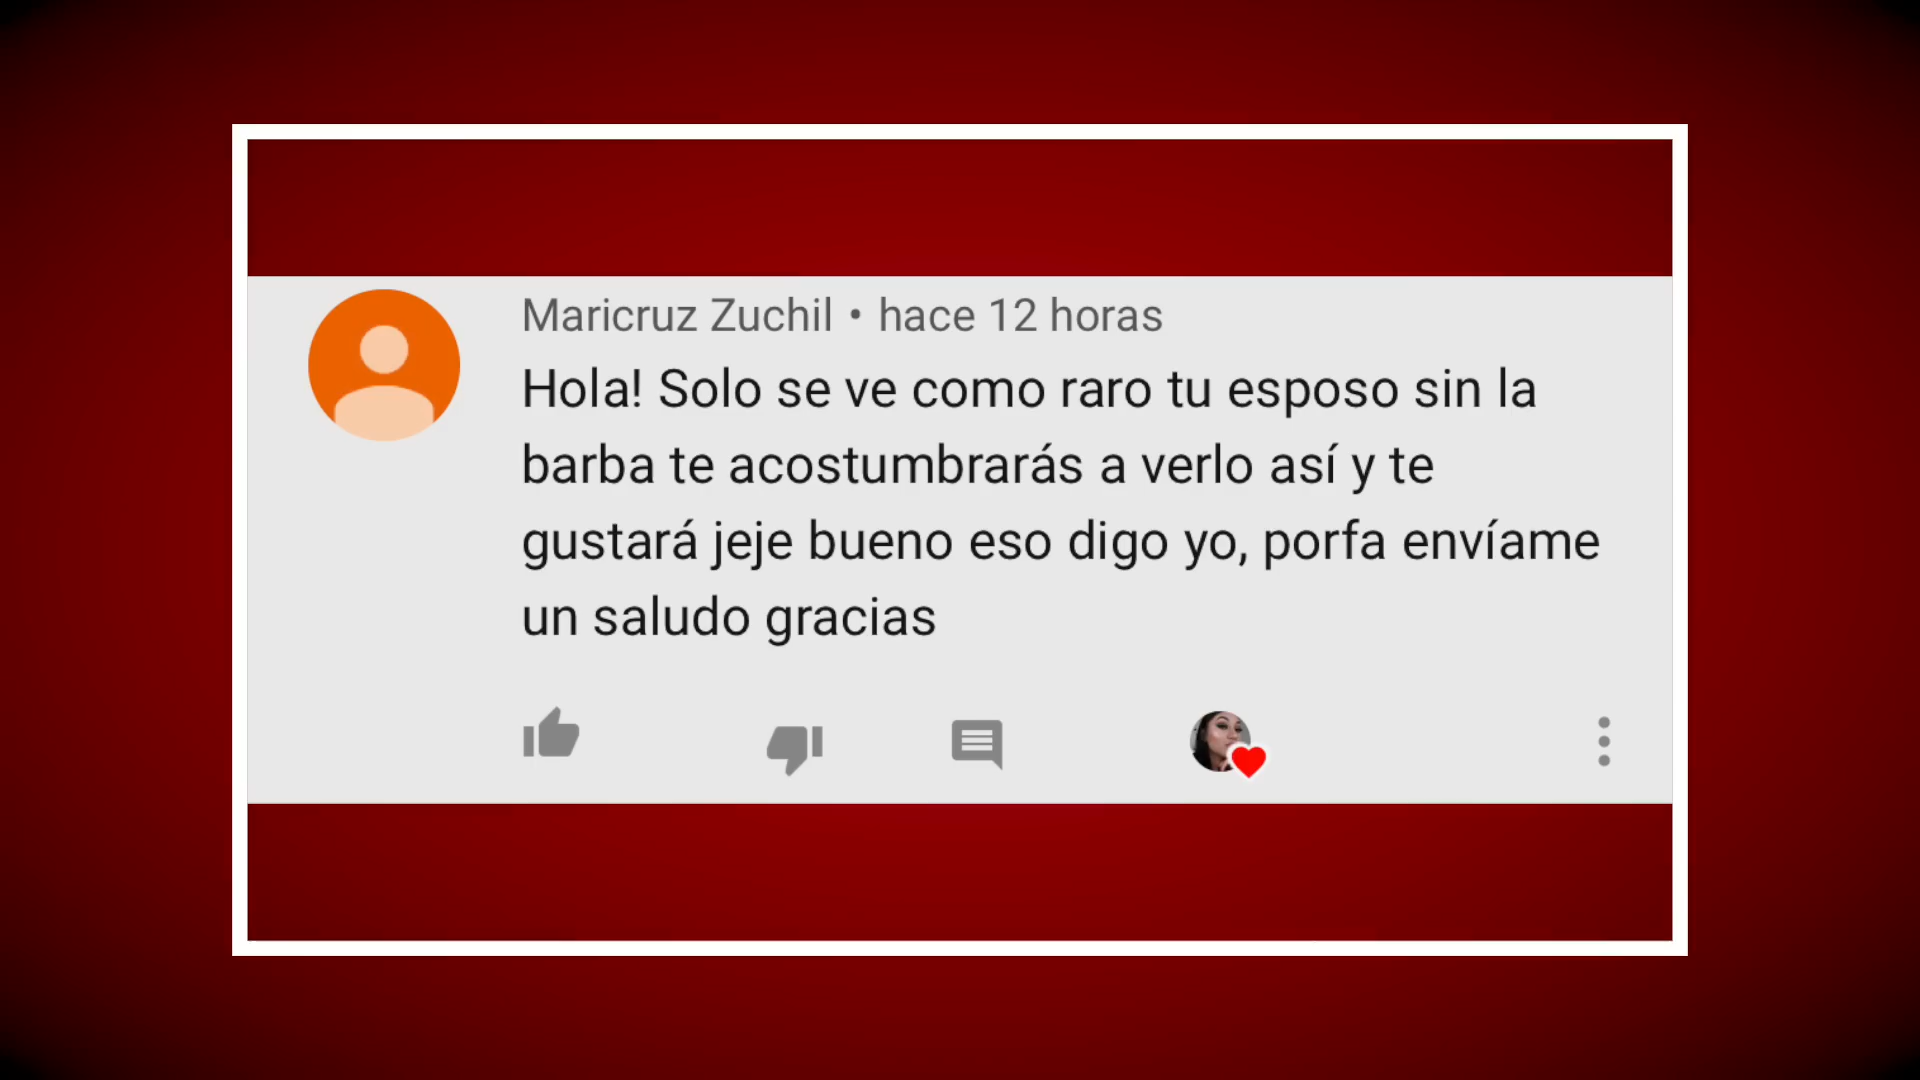 Maricruz Zuchil • hace 12 horas
Hola! Solo se ve como raro tu esposo sin la
barba te acostumbrarás a verlo así y te
gustará jeje bueno eso digo yo, porfa envíame
un saludo gracias